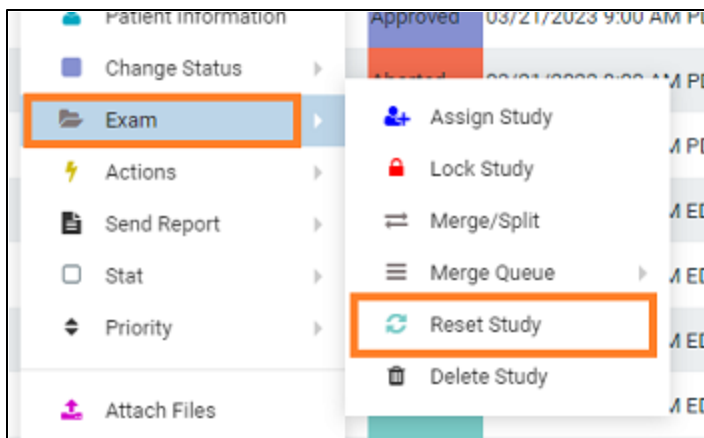 Patient Information
Approved 03/21/2023 9:00 AM
Change Status
Exam
Assign Study
Actions
Lock Study
Send Report
Merge/Split
Stat
Merge Queue
Priority
Reset Study
Delete Study
Attach Files